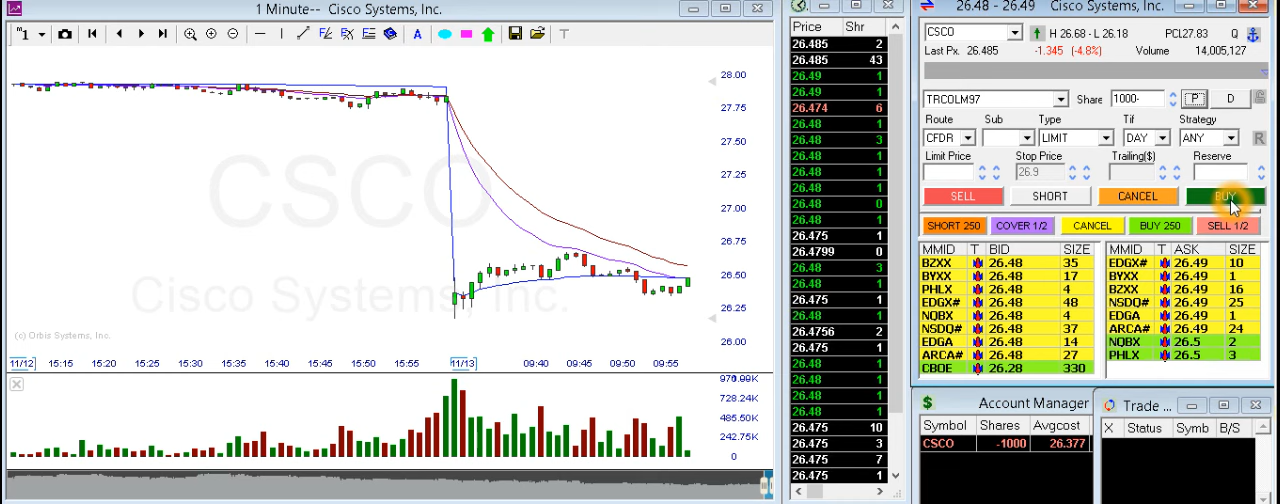 1 Minute-- Cisco Systems, Inc.
m1
A
T
CSCO
Cisco Systems, Inc.
(c) Orbis Systems, Inc.
28.00
27.75
27.50
27.25
27.00
26.75
26.50
26.25
26.00
11/12 15:15 15:20 15:25 15:30 15:35 15:40 15:45 15:50 15:55 11/13 09:40 09:45 09:50 09:55
728.24K
485.50K
242.75K
0
Price Shr
26.485 2
26.485 43
26.49 1
26.49 1
26.474 6
26.48 1
26.48 3
26.48 1
26.48 1
26.48 1
26.48 0
26.48 1
26.475 1
26.4799 0
26.48 3
26.48 1
26.475 1
26.48 1
26.4756 2
26.475 1
26.48 1
26.48 1
26.48 1
26.48 1
26.475 10
26.475 3
26.475 7
26.475 1
26.48 - 26.49 Cisco Systems, Inc.
CSCO H 26.68 - L 26.18 PCL27.83 Q
Last Px. 26.485 -1.345 (-4.8%) Volume 14,005,127
TRCOLM97 Share 1000- P D
Route Sub Type Tif Strategy
CFDR LIMIT DAY ANY R
Limit Price Stop Price Trailing($) Reserve
26.9
SELL SHORT CANCEL BUY
SHORT 250 COVER 1/2 CANCEL BUY 250 SELL 1/2
MMID T BID SIZE MMID T ASK SIZE
BZXX 26.48 35 EDGX# 26.49 10
BYXX 26.48 17 BYXX 26.49 1
PHLX 26.48 4 BZXX 26.49 16
EDGX# 26.48 48 NSDQ# 26.49 25
NQBX 26.48 4 EDGA 26.49 1
NSDQ# 26.48 37 ARCA# 26.49 24
EDGA 26.48 14 NQBX 26.5 2
ARCA# 26.48 27 PHLX 26.5 3
CBOE 26.28 330
$ Account Manager
Symbol Shares Avgcost
CSCO -1000 26.377
Trade ...
X Status Symb B/S